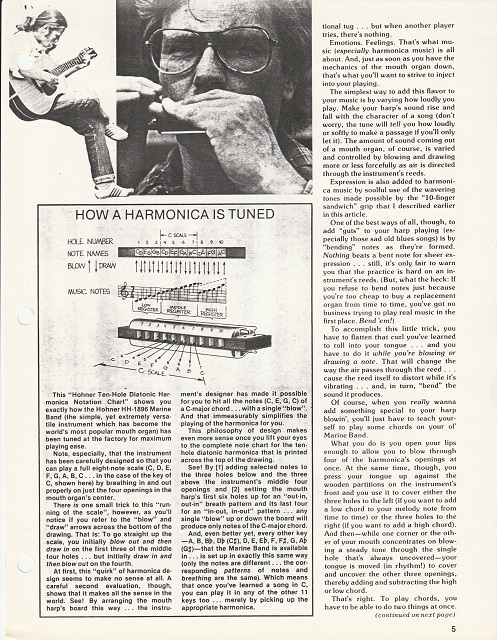 HOW A HARMONICA IS TUNED
C SCALE
HOLE NUMBER 1 2 3 4 5 6 7 8 9 10
NOTE NAMES
BLOW DRAW
MUSIC NOTES
LOW REGISTER
MIDDLE REGISTER
HIGH REGISTER
C SCALE
This "Hohner Ten-Hole Diatonic Har-
monica Notation Chart" shows you
exactly how the Hohner HH-1896 Marine
Band (the simple, yet extremely versa-
tile instrument which has become the
world's most popular mouth organ) has
been tuned at the factory for maximum
playing ease.
Note, especially, that the instrument
has been carefully designed so that you
can play a full eight-note scale (C, D, E,
F, G, A, B, C . . . in the case of the key of
C, shown here) by breathing in and out
properly on just the four openings in the
mouth organ's center.
There is one small trick to this "run-
ning of the scale", however, as you'll
notice if you refer to the "blow" and
"draw" arrows across the bottom of the
drawing. That is: To go straight up the
scale, you initially blow out and then
draw in on the first three of the middle
four holes . . . but initially draw in and
then blow out on the fourth.
At first, this "quirk" of harmonica de-
sign seems to make no sense at all. A
careful second evaluation, though,
shows that it makes all the sense in the
world. See! By arranging the mouth
harp's board this way . . . the instru-
ment's designer has made it possible
for you to hit all the notes (C, E, G, C) of
a C-major chord . . . with a single "blow".
And that immeasurably simplifies the
playing of the harmonica for you.
This philosophy of design makes
even more sense once you lift your eyes
to the complete note chart for the ten-
hole diatonic harmonica that is printed
across the top of the drawing.
See! By [1] adding selected notes to
the three holes below and the three
above the instrument's middle four
openings and [2] setting the mouth
harp's first six holes up for an "out-in,
out-in" breath pattern and its last four
for an "in-out, in-out" pattern . . . any
single "blow" up or down the board will
produce only notes of the C-major chord.
And, even better yet, every other key
—A, B, Bb, Db (C#), D, E, Eb, F, F#, G, Ab
(G#)—that the Marine Band is available
in . . . is set up in exactly this same way
(only the notes are different . . . the cor-
responding patterns of notes and
breathing are the same). Which means
that once you've learned a song in C,
you can play it in any of the other 11
keys too . . . merely by picking up the
appropriate harmonica.
tional tug . . . but when another player
tries, there's nothing.
Emotions. Feelings. That's what mu-
sic (especially harmonica music) is all
about. And, just as soon as you have the
mechanics of the mouth organ down,
that's what you'll want to strive to inject
into your playing.
The simplest way to add this flavor to
your music is by varying how loudly you
play. Make your harp's sound rise and
fall with the character of a song (don't
worry, the tune will tell you how loudly
or softly to make a passage if you'll only
let it). The amount of sound coming out
of a mouth organ, of course, is varied
and controlled by blowing and drawing
more or less forcefully as air is directed
through the instrument's reeds.
Expression is also added to harmoni-
ca music by soulful use of the wavering
tones made possible by the "10-finger
sandwich" grip that I described earlier
in this article.
One of the best ways of all, though, to
add "guts" to your harp playing (es-
pecially those sad old blues songs) is by
"bending" notes as they're formed.
Nothing beats a bent note for sheer ex-
pression . . . still, it's only fair to warn
you that the practice is hard on an in-
strument's reeds. (But, what the heck: If
you refuse to bend notes just because
you're too cheap to buy a replacement
organ from time to time, you've got no
business trying to play real music in the
first place. Bend 'em!)
To accomplish this little trick, you
have to flatten that curl you've learned
to roll into your tongue . . . and you
have to do it while you're blowing or
drawing a note. That will change the
way the air passes through the reed . . .
cause the reed itself to distort while it's
vibrating . . . and, in turn, "bend" the
sound it produces.
Of course, when you really wanna
add something special to your harp
blowin', you'll just have to teach your-
self to play some chords on your ol'
Marine Band.
What you do is open your lips
enough to allow you to blow through
four of the harmonica's openings at
once. At the same time, though, you
press your tongue up against the
wooden partitions on the instrument's
front and you use it to cover either the
three holes to the left (if you want to add
a low chord to your melody note from
time to time) or the three holes to the
right (if you want to add a high chord).
And then—while one corner or the oth-
er of your mouth concentrates on blow-
ing a steady tone through the single
hole that's always uncovered—your
tongue is moved (in rhythm!) to cover
and uncover the other three openings,
thereby adding and subtracting the high
or low chord.
That's right. To play chords, you
have to be able to do two things at once.
(continued on next page)
5